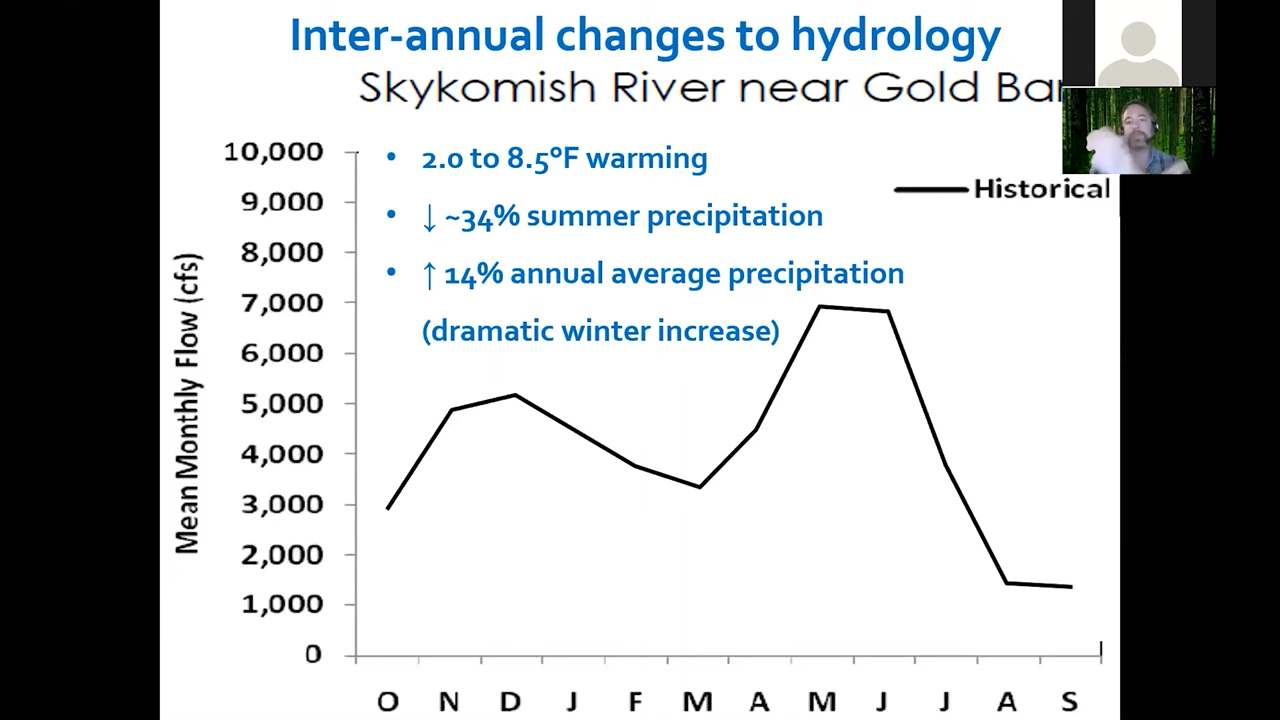 Inter-annual changes to hydrology
Skykomish River near Gold Bar
10,000
9,000
8,000
7,000
6,000
5,000
4,000
3,000
2,000
1,000
0
Mean Monthly Flow (cfs)
• 2.0 to 8.5°F warming
• ↓ ~34% summer precipitation
• ↑ 14% annual average precipitation
(dramatic winter increase)
Historical
O N D J F M A M J J A S